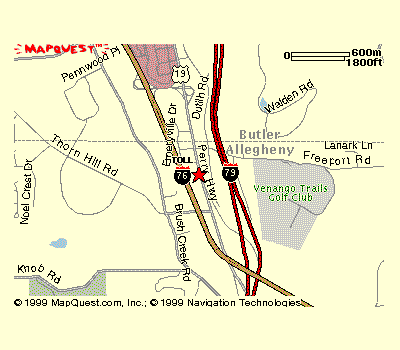 MAPQUEST™
600m
1800ft
Pennwood Pl
19
Dutilh Rd.
Walden Rd
Emeryville Dr
Butler
Allegheny
Lanark Ln
Freeport Rd
Thorn Hill Rd
TOLL
76
Perry Hwy
79
Noel Crest Dr
Venango Trails
Golf Club
Brush Creek Rd
Knob Rd
© 1999 MapQuest.com, Inc.; © 1999 Navigation Technologies